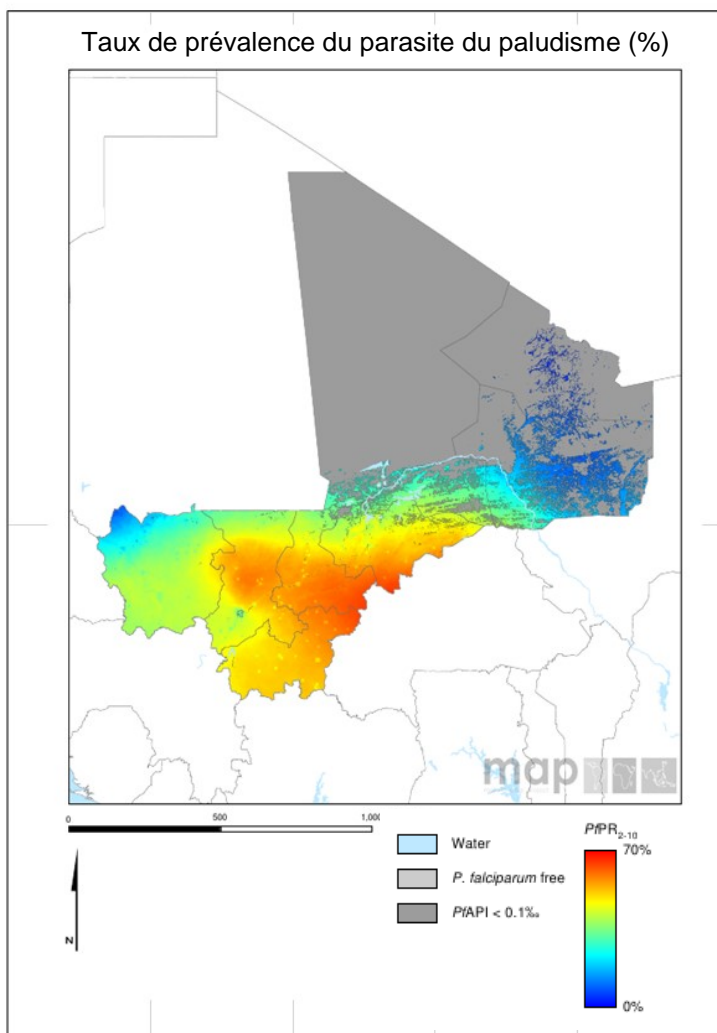 Taux de prévalence du parasite du paludisme (%)
map
0 500 1,000
Water
P. falciparum free
PfAPI < 0.1‰
PfPR2-10
70%
0%
N